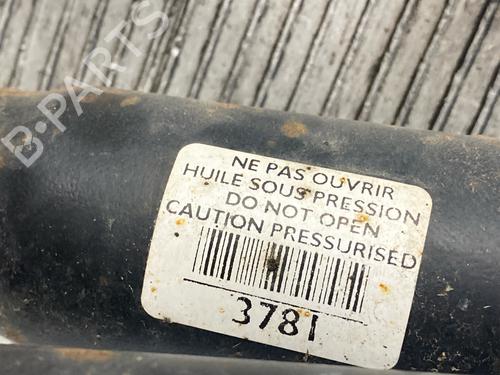 B-PARTS
NE PAS OUVRIR
HUILE SOUS PRESSION
DO NOT OPEN
CAUTION PRESSURISED
3781